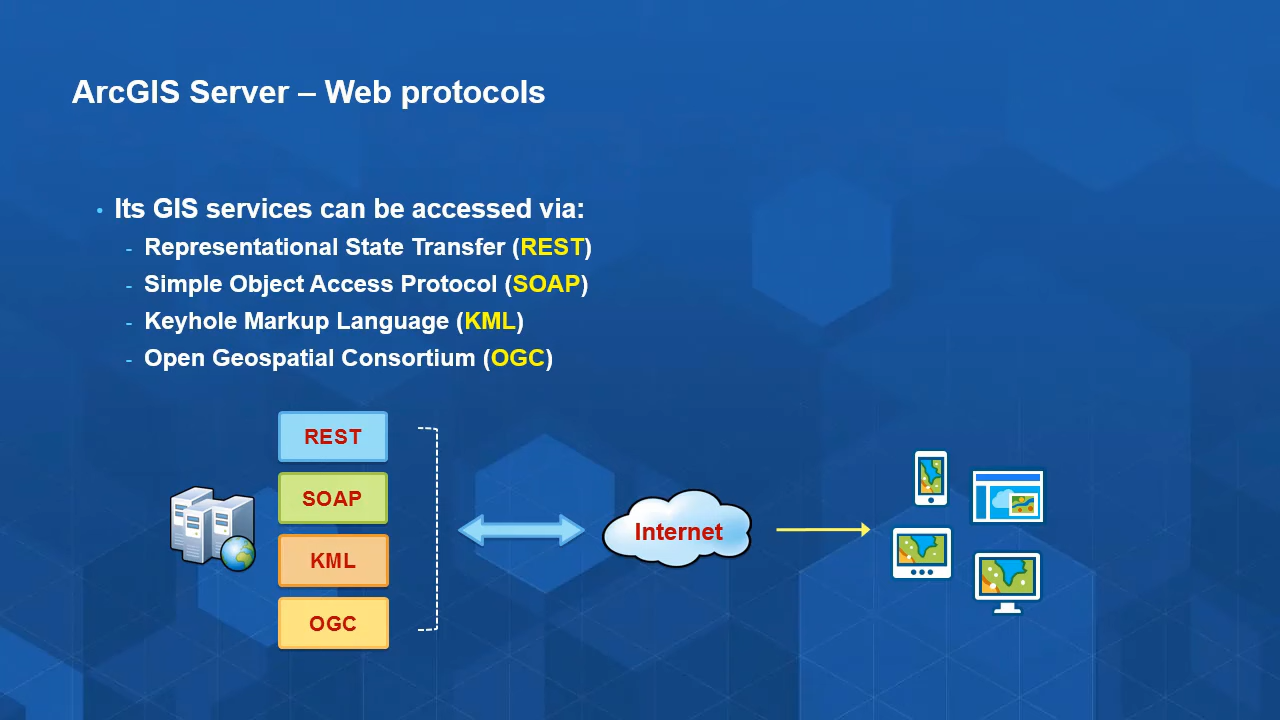 ArcGIS Server – Web protocols
• Its GIS services can be accessed via:
- Representational State Transfer (REST)
- Simple Object Access Protocol (SOAP)
- Keyhole Markup Language (KML)
- Open Geospatial Consortium (OGC)
REST
SOAP
KML
OGC
Internet